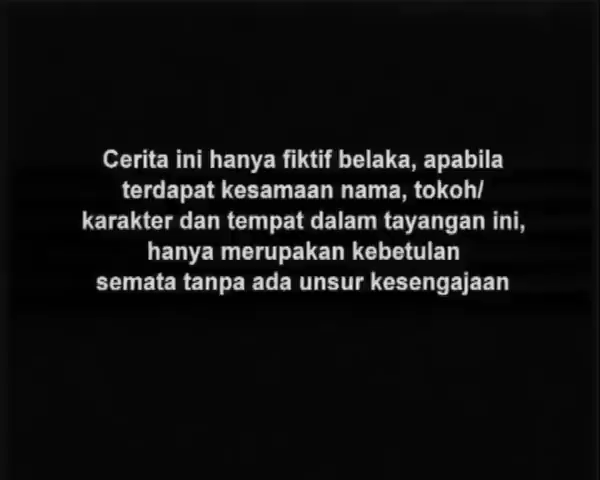 Cerita ini hanya fiktif belaka, apabila
terdapat kesamaan nama, tokoh/
karakter dan tempat dalam tayangan ini,
hanya merupakan kebetulan
semata tanpa ada unsur kesengajaan